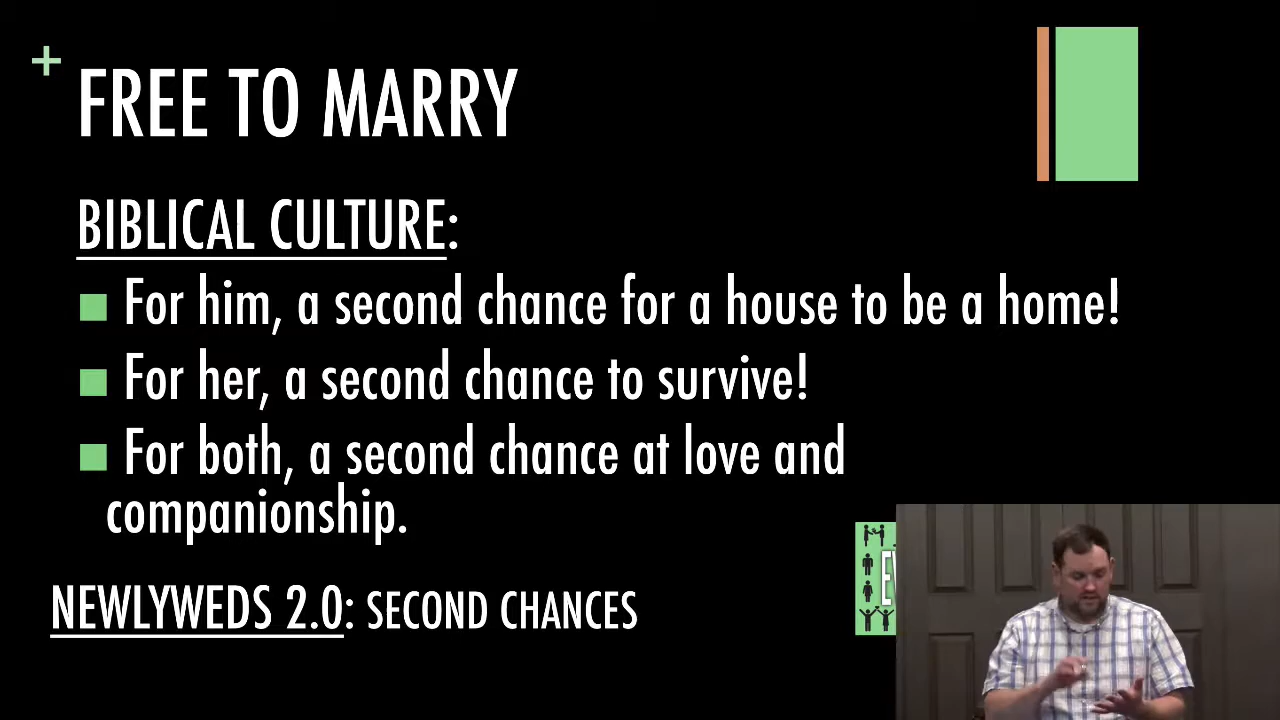 +
FREE TO MARRY
BIBLICAL CULTURE:
For him, a second chance for a house to be a home!
For her, a second chance to survive!
For both, a second chance at love and
companionship.
NEWLYWEDS 2.0: SECOND CHANCES